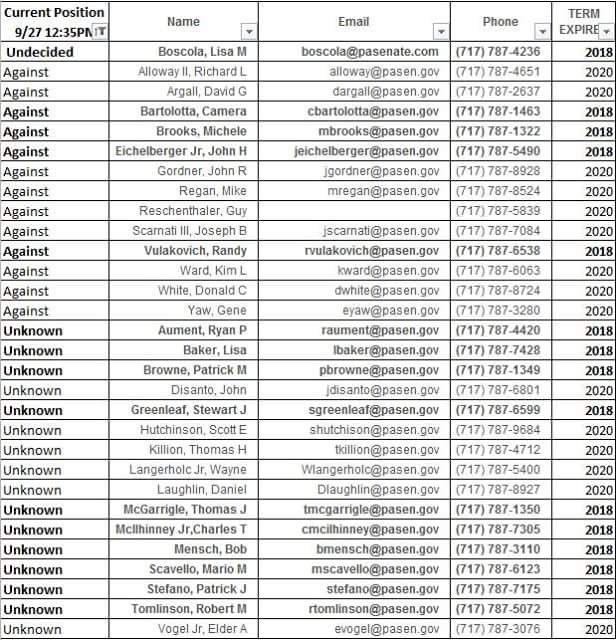 Current Position Name Email Phone TERM
9/27 12:35PM EXPIRE
Undecided Boscola, Lisa M boscola@pasenate.com (717) 787-4236 2018
Against Alloway II, Richard L alloway@pasen.gov (717) 787-4651 2020
Against Argall, David G dargall@pasen.gov (717) 787-2637 2020
Against Bartolotta, Camera cbartolotta@pasen.gov (717) 787-1463 2018
Against Brooks, Michele mbrooks@pasen.gov (717) 787-1322 2018
Against Eichelberger Jr, John H jeichelberger@pasen.gov (717) 787-5490 2018
Against Gordner, John R jgordner@pasen.gov (717) 787-8928 2020
Against Regan, Mike mregan@pasen.gov (717) 787-8524 2020
Against Reschenthaler, Guy (717) 787-5839 2020
Against Scarnati III, Joseph B jscarnati@pasen.gov (717) 787-7084 2020
Against Vulakovich, Randy rvulakovich@pasen.gov (717) 787-6538 2018
Against Ward, Kim L kward@pasen.gov (717) 787-6063 2020
Against White, Donald C dwhite@pasen.gov (717) 787-8724 2020
Against Yaw, Gene eyaw@pasen.gov (717) 787-3280 2020
Unknown Aument, Ryan P raument@pasen.gov (717) 787-4420 2018
Unknown Baker, Lisa lbaker@pasen.gov (717) 787-7428 2018
Unknown Browne, Patrick M pbrowne@pasen.gov (717) 787-1349 2018
Unknown Disanto, John jdisanto@pasen.gov (717) 787-6801 2020
Unknown Greenleaf, Stewart J sgreenleaf@pasen.gov (717) 787-6599 2018
Unknown Hutchinson, Scott E shutchison@pasen.gov (717) 787-9684 2020
Unknown Killion, Thomas H tkillion@pasen.gov (717) 787-4712 2020
Unknown Langerholc Jr, Wayne Wlangerholc@pasen.gov (717) 787-5400 2020
Unknown Laughlin, Daniel Dlaughlin@pasen.gov (717) 787-8927 2020
Unknown McGarrigle, Thomas J tmcgarrigle@pasen.gov (717) 787-1350 2018
Unknown McIlhinney Jr,Charles T cmcilhinney@pasen.gov (717) 787-7305 2018
Unknown Mensch, Bob bmensch@pasen.gov (717) 787-3110 2018
Unknown Scavello, Mario M mscavello@pasen.gov (717) 787-6123 2018
Unknown Stefano, Patrick J stefano@pasen.gov (717) 787-7175 2018
Unknown Tomlinson, Robert M rtomlinson@pasen.gov (717) 787-5072 2018
Unknown Vogel Jr, Elder A evogel@pasen.gov (717) 787-3076 2020